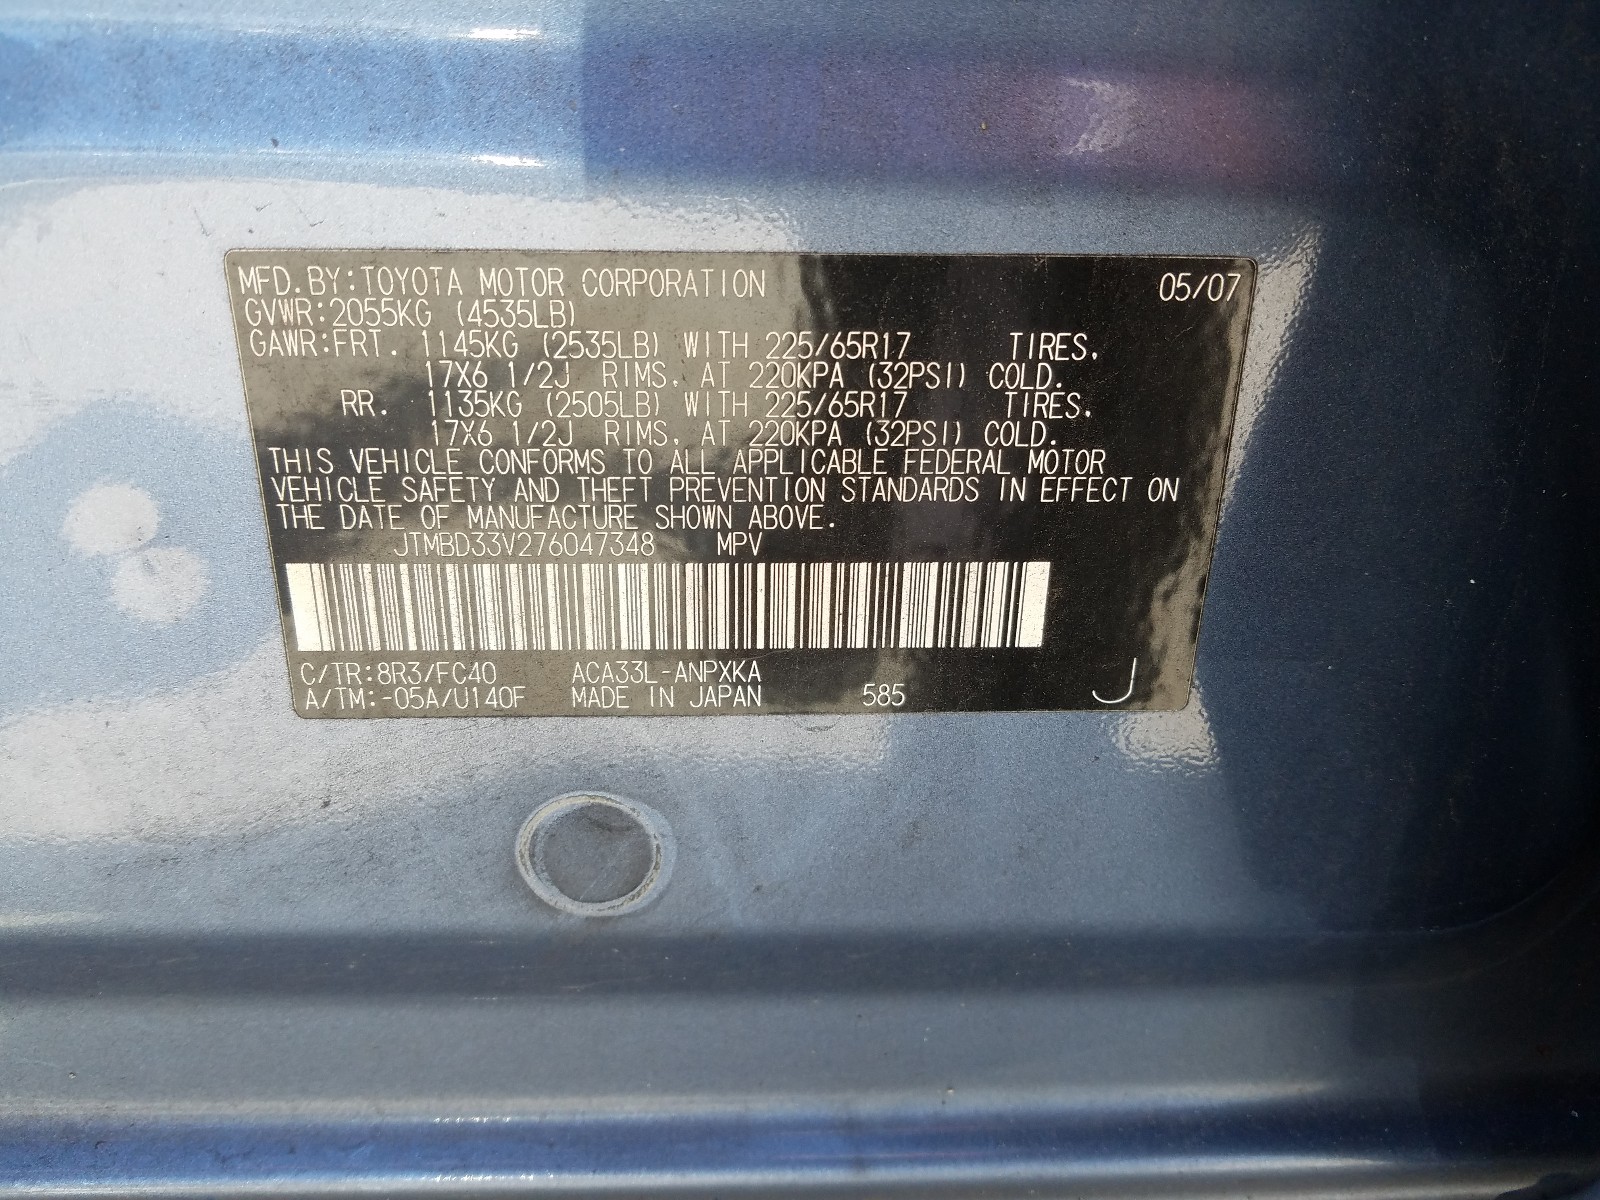 MFD.BY:TOYOTA MOTOR CORPORATION 05/07
GVWR:2055KG (4535LB)
GAWR:FRT. 1145KG (2535LB) WITH 225/65R17 TIRES,
17X6 1/2J RIMS, AT 220KPA (32PSI) COLD.
RR. 1135KG (2505LB) WITH 225/65R17 TIRES,
17X6 1/2J RIMS, AT 220KPA (32PSI) COLD.
THIS VEHICLE CONFORMS TO ALL APPLICABLE FEDERAL MOTOR
VEHICLE SAFETY AND THEFT PREVENTION STANDARDS IN EFFECT ON
THE DATE OF MANUFACTURE SHOWN ABOVE.
JTMBD33V276047348 MPV
C/TR:8R3/FC40 ACA33L-ANPXKA
A/TM:-05A/U140F MADE IN JAPAN 585 J